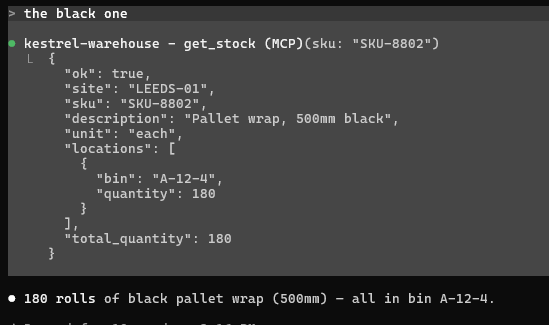 > the black one
● kestrel-warehouse - get_stock (MCP)(sku: "SKU-8802")
└ {
"ok": true,
"site": "LEEDS-01",
"sku": "SKU-8802",
"description": "Pallet wrap, 500mm black",
"unit": "each",
"locations": [
{
"bin": "A-12-4",
"quantity": 180
}
],
"total_quantity": 180
}
● 180 rolls of black pallet wrap (500mm) — all in bin A-12-4.